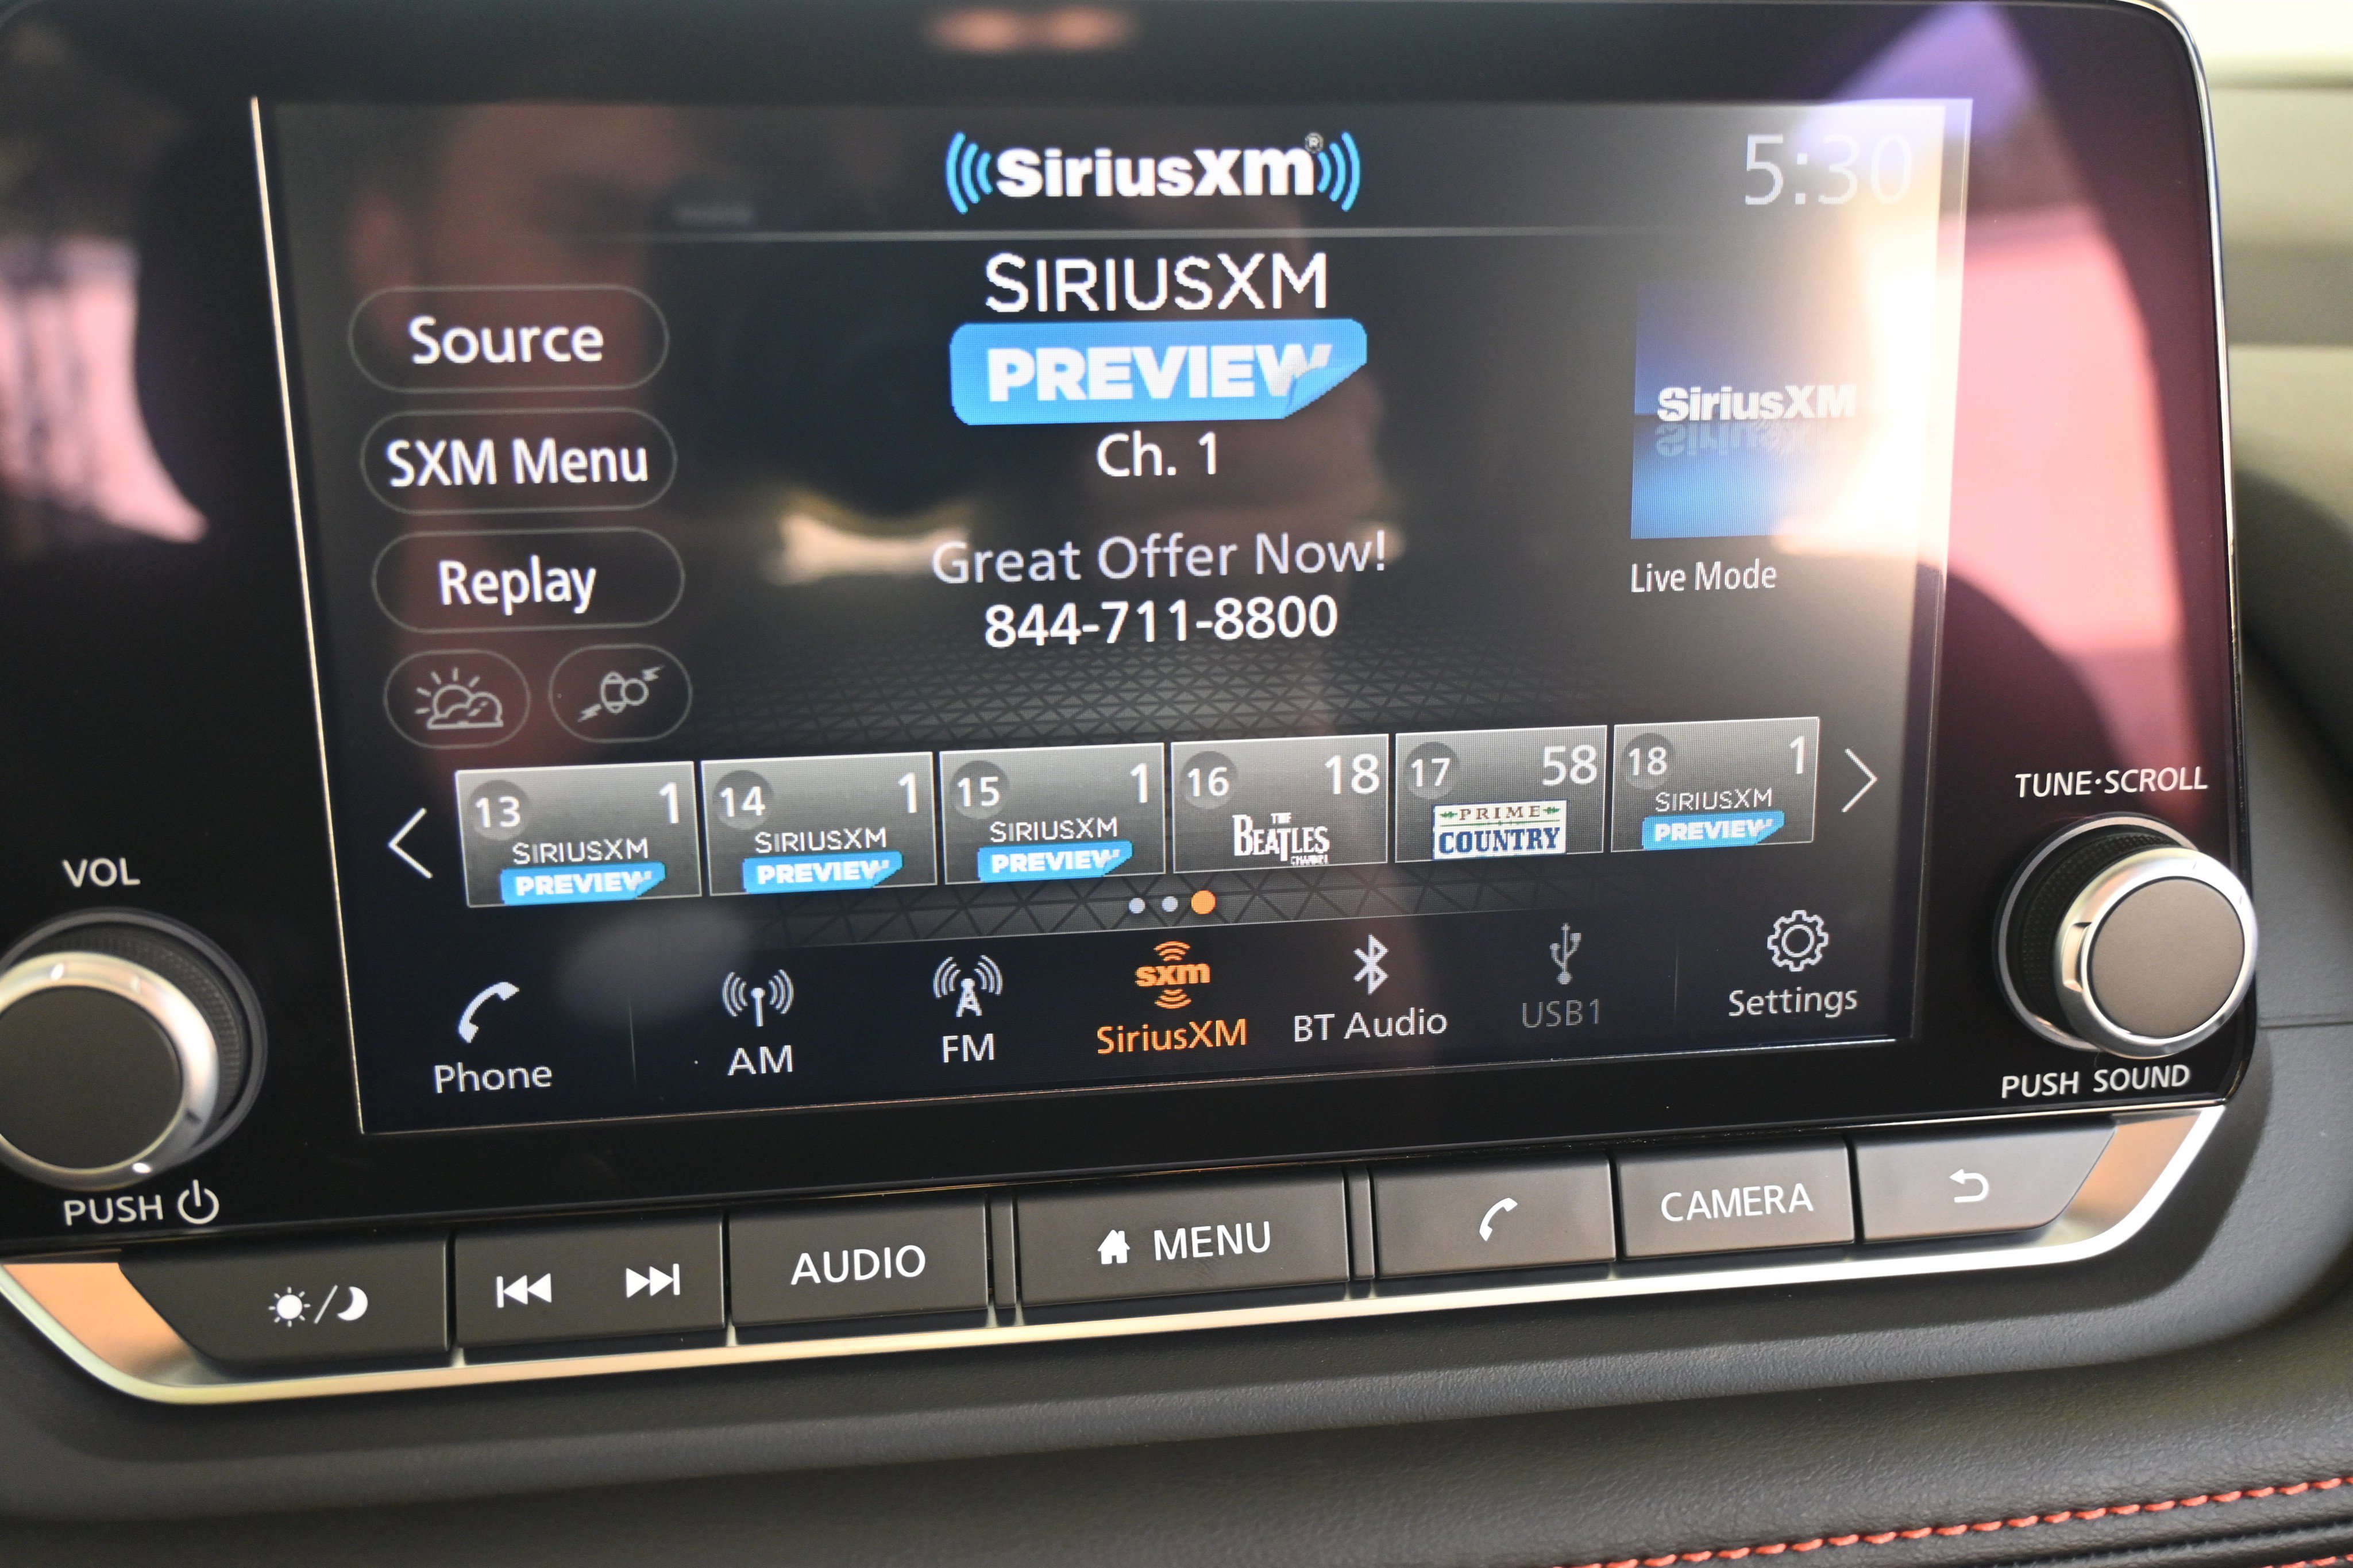 SiriusXm®
5:30
SIRIUSXM
PREVIEW
Ch. 1
Great Offer Now!
844-711-8800
Source
SXM Menu
Replay
SiriusXM
Live Mode
13 1
SIRIUSXM
PREVIEW
14 1
SIRIUSXM
PREVIEW
15 1
SIRIUSXM
PREVIEW
16 18
THE
BEATLES
CHANNEL
17 58
PRIME
COUNTRY
18 1
SIRIUSXM
PREVIEW
Phone
AM
FM
sxm
SiriusXM
BT Audio
USB1
Settings
VOL
PUSH
TUNE·SCROLL
PUSH SOUND
AUDIO
MENU
CAMERA